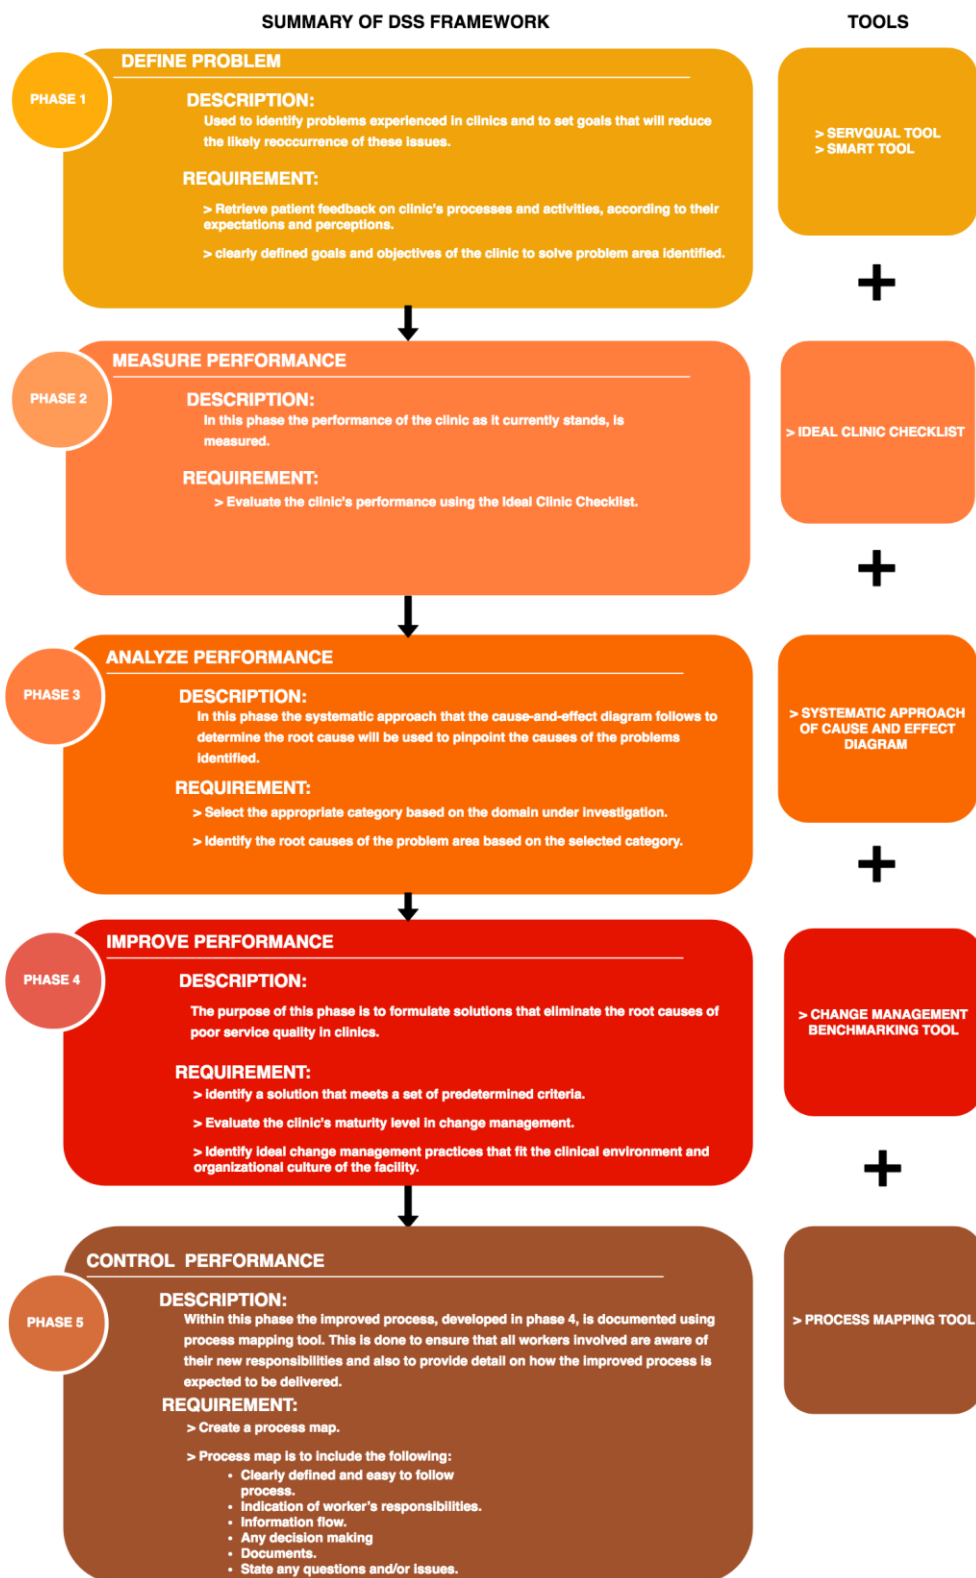 SUMMARY OF DSS FRAMEWORK
TOOLS
PHASE 1
DEFINE PROBLEM
DESCRIPTION:
Used to identify problems experienced in clinics and to set goals that will reduce
the likely reoccurrence of these issues.
REQUIREMENT:
> Retrieve patient feedback on clinic's processes and activities, according to their
expectations and perceptions.
> clearly defined goals and objectives of the clinic to solve problem area identified.
> SERVQUAL TOOL
> SMART TOOL
+
PHASE 2
MEASURE PERFORMANCE
DESCRIPTION:
In this phase the performance of the clinic as it currently stands, is
measured.
REQUIREMENT:
> Evaluate the clinic's performance using the Ideal Clinic Checklist.
> IDEAL CLINIC CHECKLIST
+
PHASE 3
ANALYZE PERFORMANCE
DESCRIPTION:
In this phase the systematic approach that the cause-and-effect diagram follows to
determine the root cause will be used to pinpoint the causes of the problems
identified.
REQUIREMENT:
> Select the appropriate category based on the domain under investigation.
> Identify the root causes of the problem area based on the selected category.
> SYSTEMATIC APPROACH
OF CAUSE AND EFFECT
DIAGRAM
+
PHASE 4
IMPROVE PERFORMANCE
DESCRIPTION:
The purpose of this phase is to formulate solutions that eliminate the root causes of
poor service quality in clinics.
REQUIREMENT:
> Identify a solution that meets a set of predetermined criteria.
> Evaluate the clinic's maturity level in change management.
> Identify Ideal change management practices that fit the clinical environment and
organizational culture of the facility.
> CHANGE MANAGEMENT
BENCHMARKING TOOL
+
PHASE 5
CONTROL PERFORMANCE
DESCRIPTION:
Within this phase the improved process, developed in phase 4, is documented using
process mapping tool. This is done to ensure that all workers involved are aware of
their new responsibilities and also to provide detail on how the improved process is
expected to be delivered.
REQUIREMENT:
> Create a process map.
> Process map is to include the following:
• Clearly defined and easy to follow
process.
• Indication of worker's responsibilities.
• Information flow.
• Any decision making
• Documents.
• State any questions and/or issues.
> PROCESS MAPPING TOOL